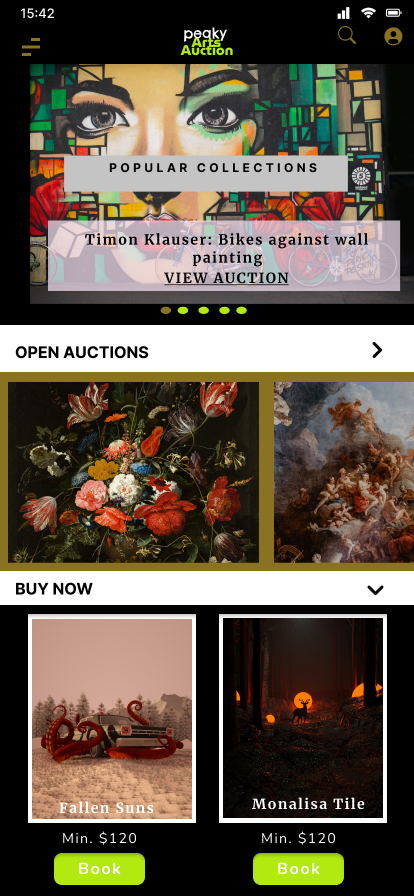 15:42
peaky
Arts
Auction
POPULAR COLLECTIONS
Timon Klauser: Bikes against wall
painting
VIEW AUCTION
OPEN AUCTIONS
BUY NOW
Fallen Suns
Monalisa Tile
Min. $120
Min. $120
Book
Book